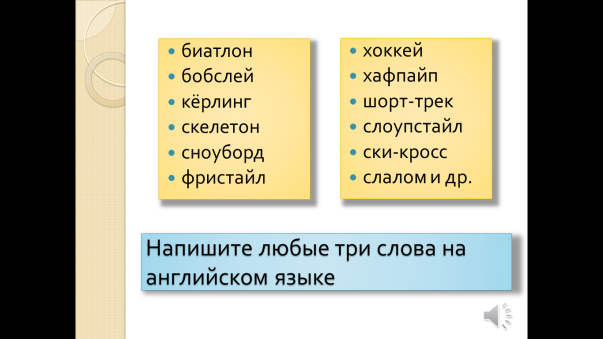 биатлон
бобслей
кёрлинг
скелетон
сноуборд
фристайл
хоккей
хафпайп
шорт-трек
слоупстайл
ски-кросс
слалом и др.
Напишите любые три слова на
английском языке